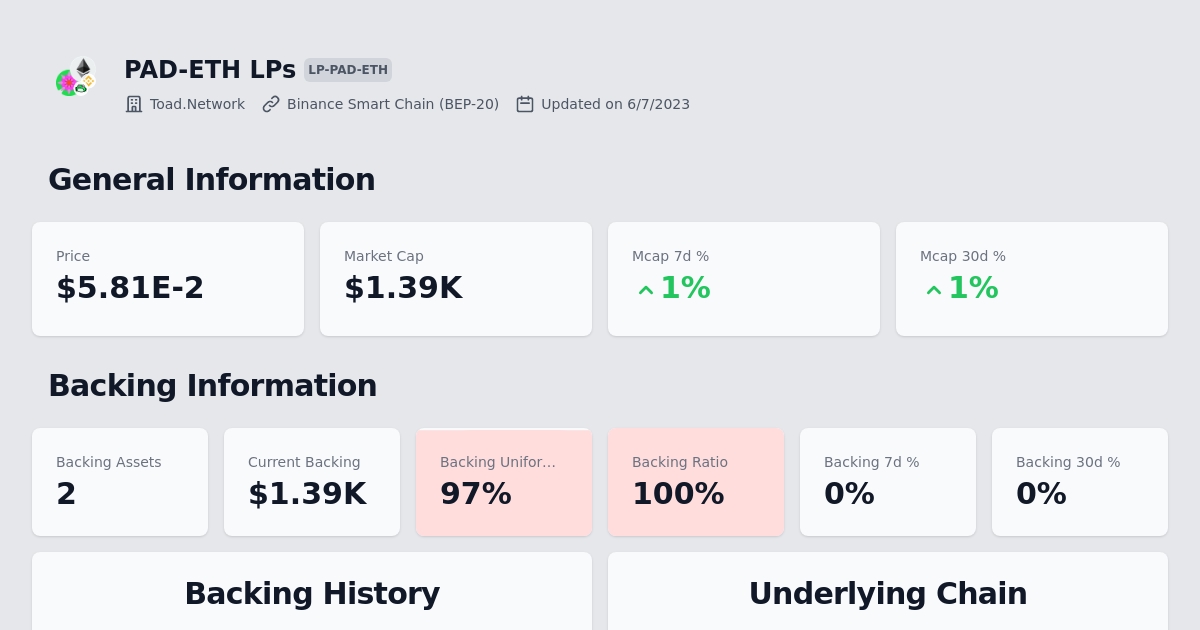 PAD-ETH LPs LP-PAD-ETH
Toad.Network Binance Smart Chain (BEP-20) Updated on 6/7/2023
General Information
Price
$5.81E-2
Market Cap
$1.39K
Mcap 7d %
1%
Mcap 30d %
1%
Backing Information
Backing Assets
2
Current Backing
$1.39K
Backing Unifor...
97%
Backing Ratio
100%
Backing 7d %
0%
Backing 30d %
0%
Backing History
Underlying Chain